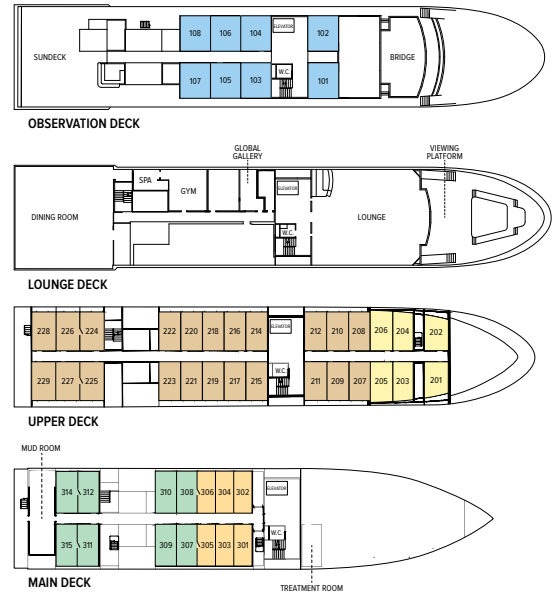 108 106 104 ELEVATOR 102
SUNDECK BRIDGE
W.C.
107 105 103 101
OBSERVATION DECK
GLOBAL GALLERY
VIEWING PLATFORM
SPA
GYM
ELEVATOR
DINING ROOM
LOUNGE
W.C.
LOUNGE DECK
228 226 224 222 220 218 216 214 ELEVATOR 212 210 208 206 204 202
W.C.
229 227 225 223 221 219 217 215 211 209 207 205 203 201
UPPER DECK
MUD ROOM
314 312 310 308 306 304 302 ELEVATOR
W.C.
315 311 309 307 305 303 301
MAIN DECK
TREATMENT ROOM